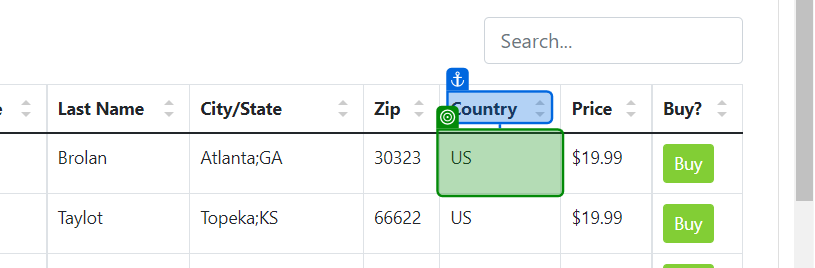 Search...
Last Name City/State Zip Country Price Buy?
Brolan Atlanta;GA 30323 US $19.99 Buy
Taylot Topeka;KS 66622 US $19.99 Buy